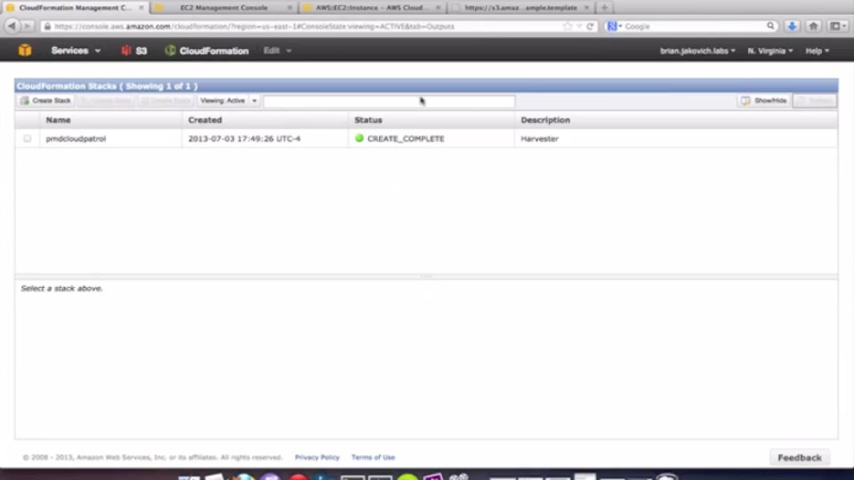 CloudFormation Management C...
EC2 Management Console
AWS::EC2::Instance - AWS Cloud...
https://s3.amaz...ample.template
https://console.aws.amazon.com/cloudformation/?region=us-east-1#ConsoleState:viewing=ACTIVE&tab=Outputs
Google
Services
S3
CloudFormation
Edit
brian.jakovich.labs
N. Virginia
Help
CloudFormation Stacks ( Showing 1 of 1 )
Create Stack
Viewing: Active
Show/Hide
Name
Created
Status
Description
pmdcloudpatrol
2013-07-03 17:49:26 UTC-4
CREATE_COMPLETE
Harvester
Select a stack above.
© 2008 - 2013, Amazon Web Services, Inc. or its affiliates. All rights reserved.
Privacy Policy
Terms of Use
Feedback